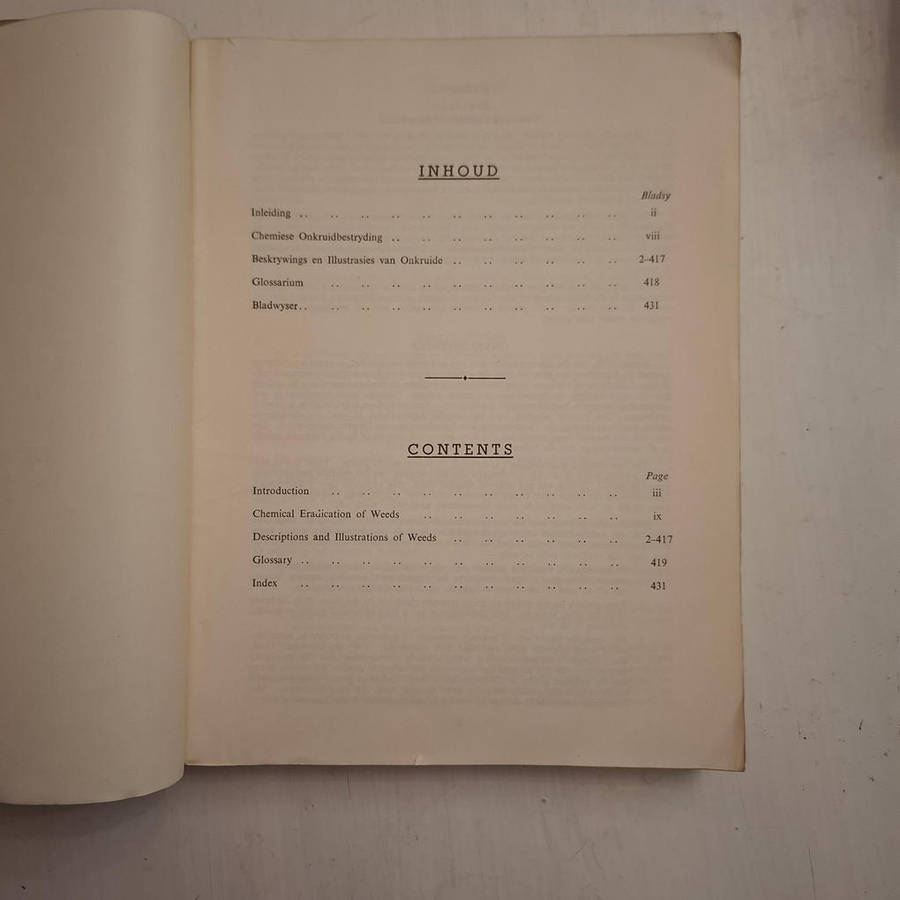 INHOUD
Bladsy
Inleiding .. .. .. .. .. .. .. .. .. .. .. ii
Chemiese Onkruidbestryding .. .. .. .. .. .. .. .. viii
Beskrywings en Illustrasies van Onkruide .. .. .. .. .. .. 2–417
Glossarium .. .. .. .. .. .. .. .. .. .. 418
Bladwyser .. .. .. .. .. .. .. .. .. .. .. 431
CONTENTS
Page
Introduction .. .. .. .. .. .. .. .. .. .. iii
Chemical Eradication of Weeds .. .. .. .. .. .. .. ix
Descriptions and Illustrations of Weeds .. .. .. .. .. .. 2–417
Glossary .. .. .. .. .. .. .. .. .. .. .. 419
Index .. .. .. .. .. .. .. .. .. .. .. 431